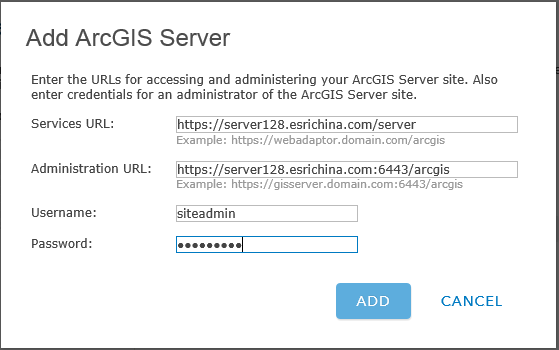 Add ArcGIS Server
Enter the URLs for accessing and administering your ArcGIS Server site. Also
enter credentials for an administrator of the ArcGIS Server site.
Services URL: https://server128.esrichina.com/server
Example: https://webadaptor.domain.com/arcgis
Administration URL: https://server128.esrichina.com:6443/arcgis
Example: https://gisserver.domain.com:6443/arcgis
Username: siteadmin
Password: •••••••••
ADD CANCEL